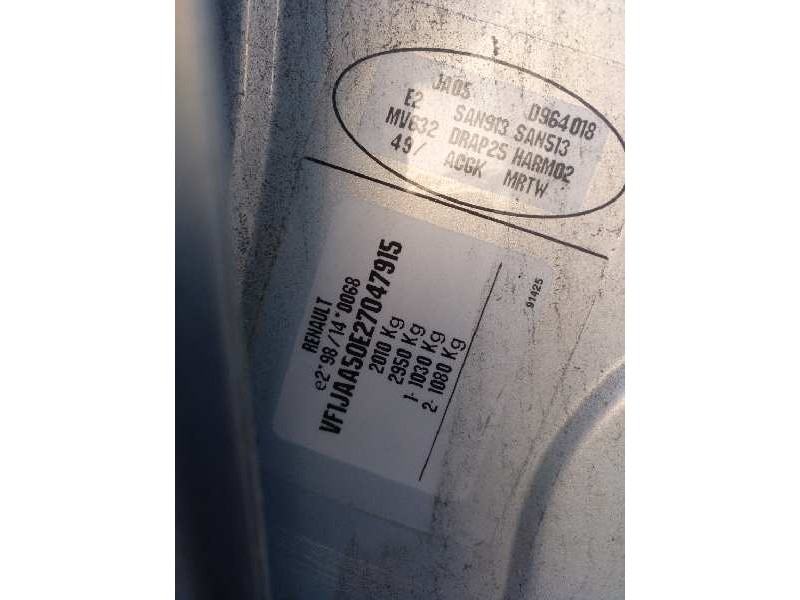 JA05 D964018
E2 SAN913 SAN513
MV632 DRAP25 HARM02
49/ ACGK MRTW
RENAULT
e2*98/14*0068
VF1JAA50E27047915
2010 Kg
2950 Kg
1- 1030 Kg
2- 1080 Kg
91425